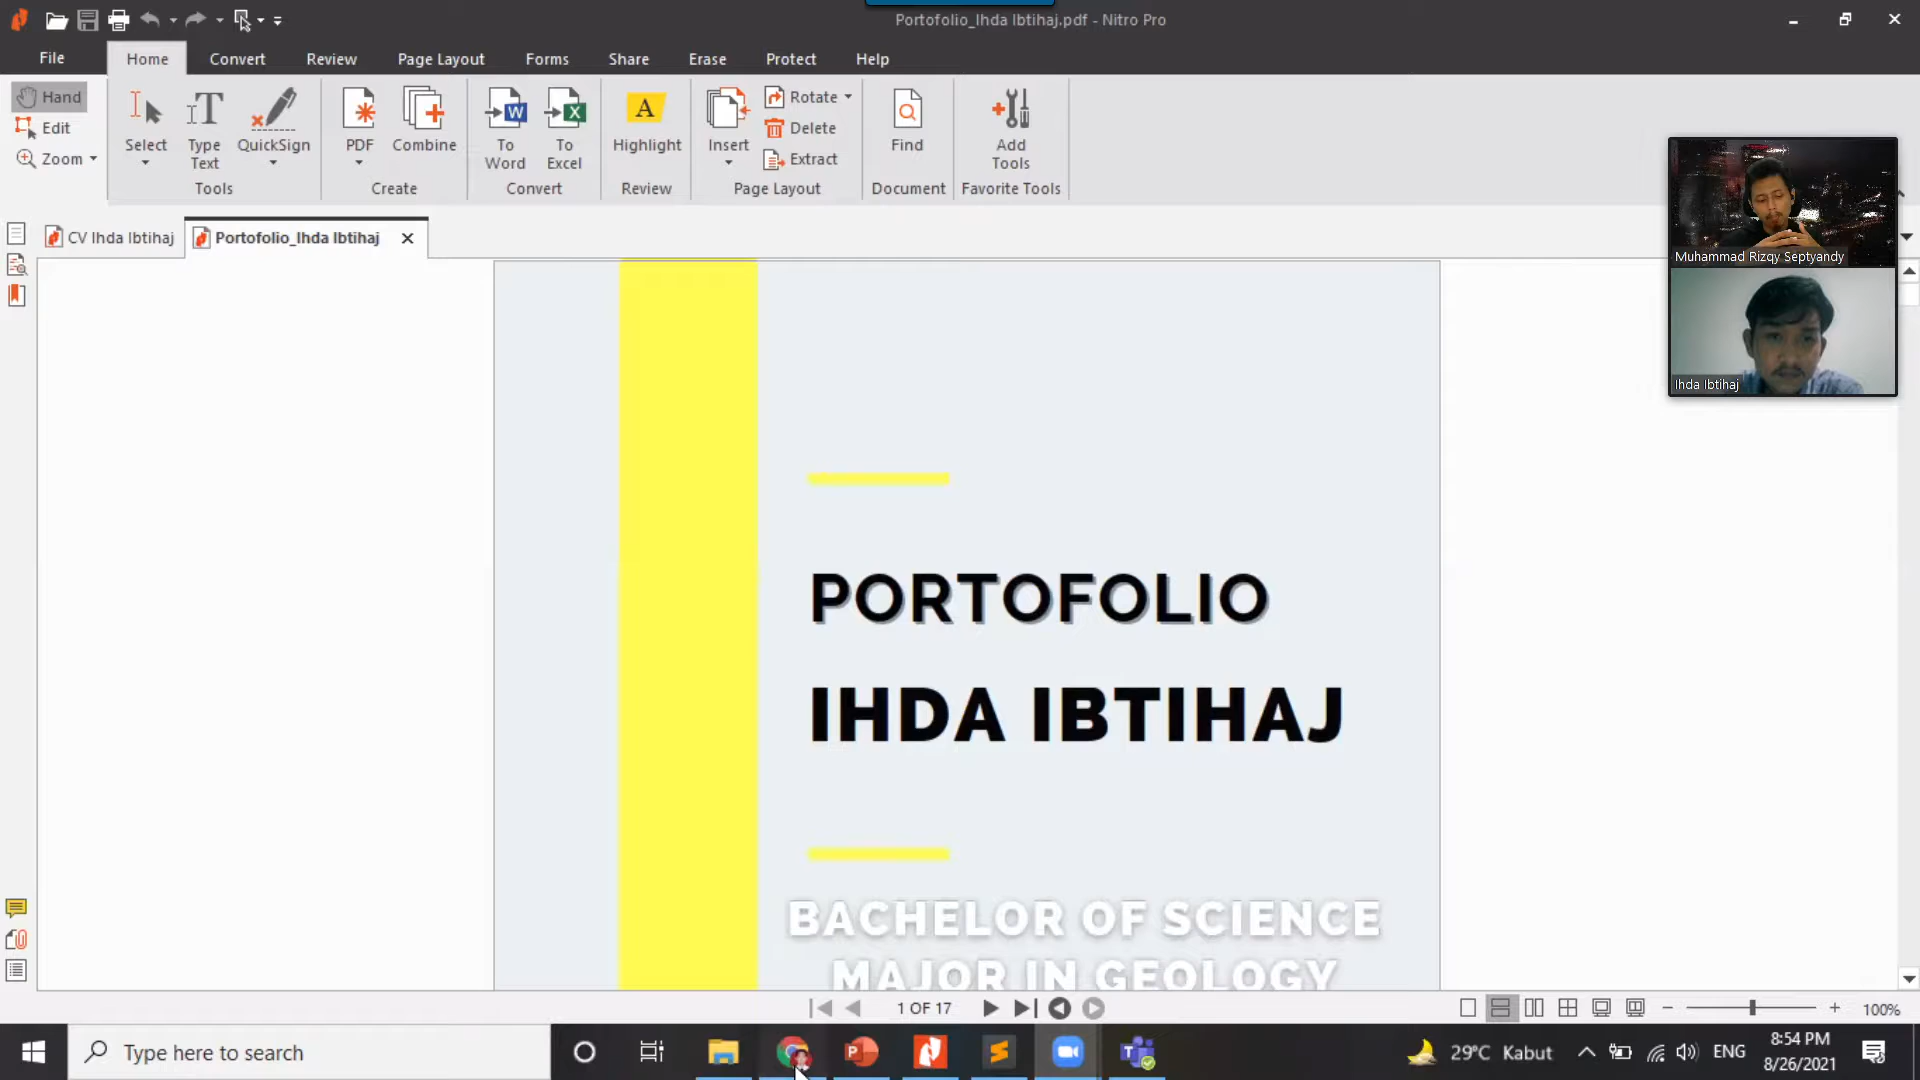 Portofolio_Ihda Ibtihaj.pdf - Nitro Pro
File Home Convert Review Page Layout Forms Share Erase Protect Help
Hand
Edit
Zoom
Select
Type Text
QuickSign
Tools
PDF
Combine
Create
To Word
To Excel
Convert
A
Highlight
Review
Insert
Rotate
Delete
Extract
Page Layout
Find
Document
Add Tools
Favorite Tools
CV Ihda Ibtihaj
Portofolio_Ihda Ibtihaj
Muhammad Rizqy Septyandy
Ihda Ibtihaj
PORTOFOLIO
IHDA IBTIHAJ
BACHELOR OF SCIENCE
MAJOR IN GEOLOGY
1 OF 17
100%
Type here to search
29°C Kabut
ENG
8:54 PM
8/26/2021